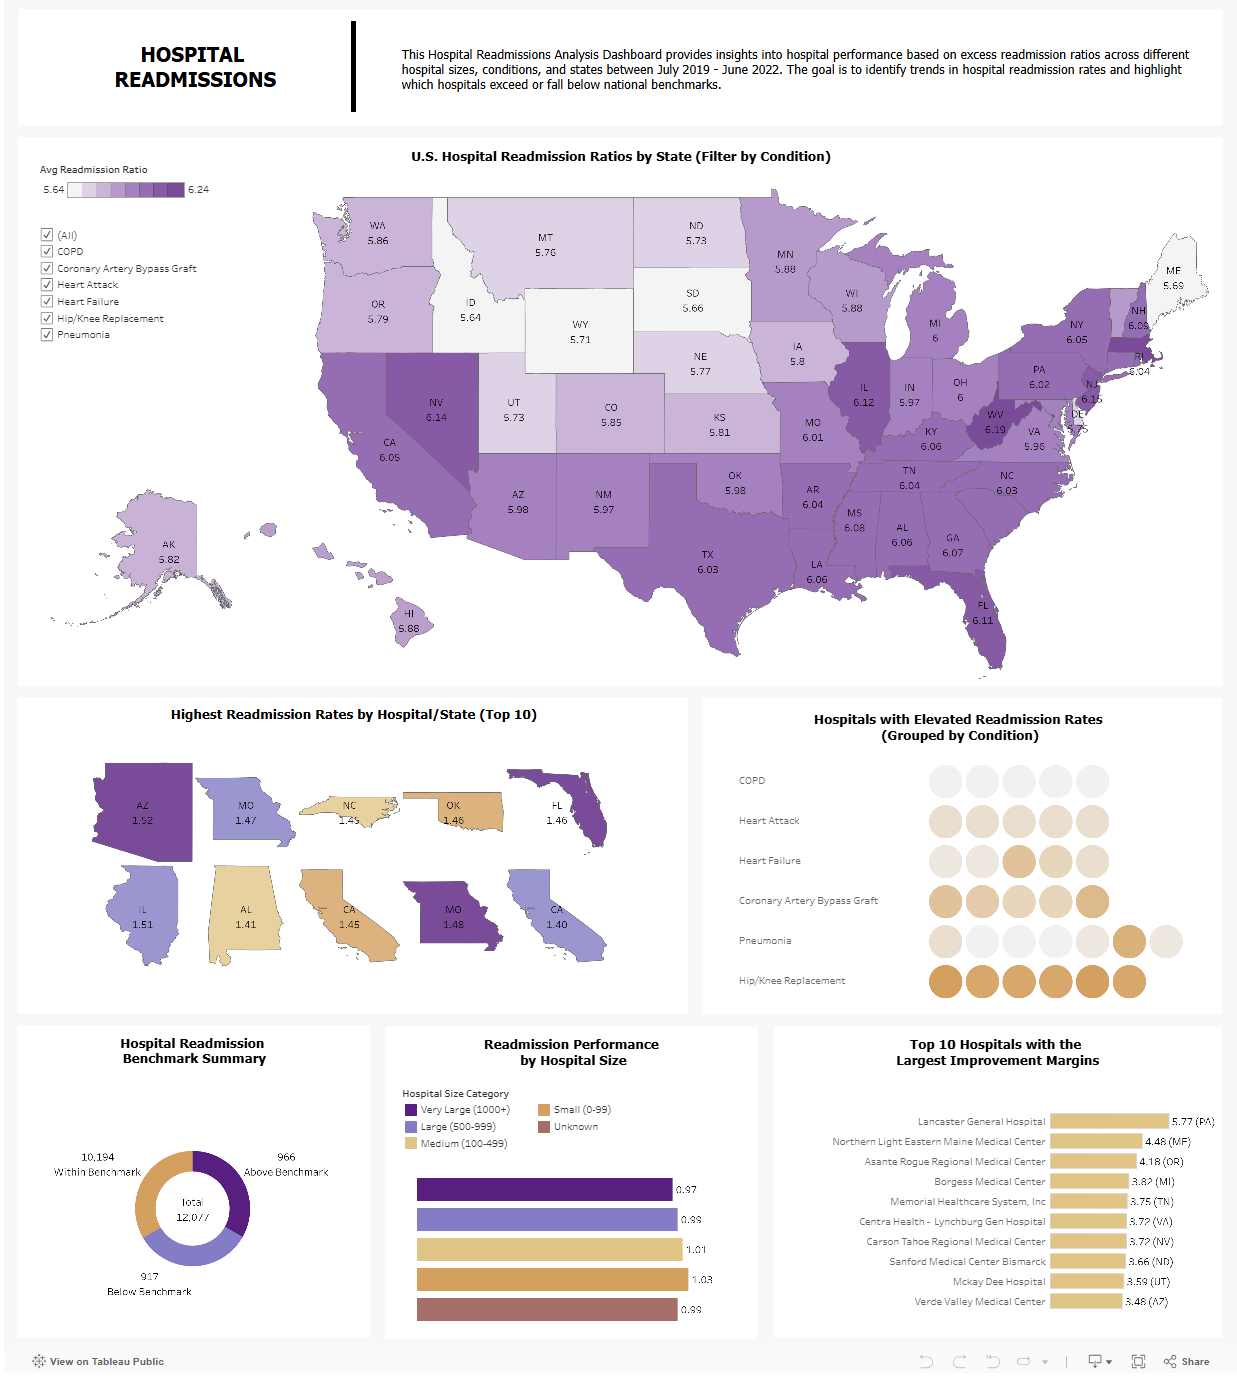 HOSPITAL
READMISSIONS
This Hospital Readmissions Analysis Dashboard provides insights into hospital performance based on excess readmission ratios across different
hospital sizes, conditions, and states between July 2019 - June 2022. The goal is to identify trends in hospital readmission rates and highlight
which hospitals exceed or fall below national benchmarks.
U.S. Hospital Readmission Ratios by State (Filter by Condition)
Avg Readmission Ratio
5.64 6.24
(All)
COPD
Coronary Artery Bypass Graft
Heart Attack
Heart Failure
Hip/Knee Replacement
Pneumonia
WA
5.86
MT
5.76
ND
5.73
MN
5.88
ME
5.69
OR
5.79
ID
5.64
WY
5.71
SD
5.66
WI
5.88
MI
6
NY
6.05
NH
6.09
RI
6.04
NV
6.14
UT
5.73
CO
5.85
NE
5.77
IA
5.8
KS
5.81
MO
6.01
IL
6.12
IN
5.97
OH
6
PA
6.02
NJ
6.15
DE
5.75
WV
6.19
VA
5.96
KY
6.06
CA
6.05
AZ
5.98
NM
5.97
OK
5.98
AR
6.04
TN
6.04
NC
6.03
MS
6.08
AL
6.06
GA
6.07
TX
6.03
LA
6.06
FL
6.11
AK
5.82
HI
5.88
Highest Readmission Rates by Hospital/State (Top 10)
AZ
1.52
MO
1.47
NC
1.45
OK
1.46
FL
1.46
IL
1.51
AL
1.41
CA
1.45
MO
1.48
CA
1.40
Hospitals with Elevated Readmission Rates
(Grouped by Condition)
COPD
Heart Attack
Heart Failure
Coronary Artery Bypass Graft
Pneumonia
Hip/Knee Replacement
Hospital Readmission
Benchmark Summary
10,194
Within Benchmark
966
Above Benchmark
Total
12,077
917
Below Benchmark
Readmission Performance
by Hospital Size
Hospital Size Category
Very Large (1000+)
Large (500-999)
Medium (100-499)
Small (0-99)
Unknown
0.97
0.99
1.01
1.03
0.99
Top 10 Hospitals with the
Largest Improvement Margins
Lancaster General Hospital 5.77 (PA)
Northern Light Eastern Maine Medical Center 4.48 (ME)
Asante Rogue Regional Medical Center 4.18 (OR)
Borgess Medical Center 3.82 (MI)
Memorial Healthcare System, Inc 3.75 (TN)
Centra Health - Lynchburg Gen Hospital 3.72 (VA)
Carson Tahoe Regional Medical Center 3.72 (NV)
Sanford Medical Center Bismarck 3.66 (ND)
Mckay Dee Hospital 3.59 (UT)
Verde Valley Medical Center 3.48 (AZ)
View on Tableau Public
Share